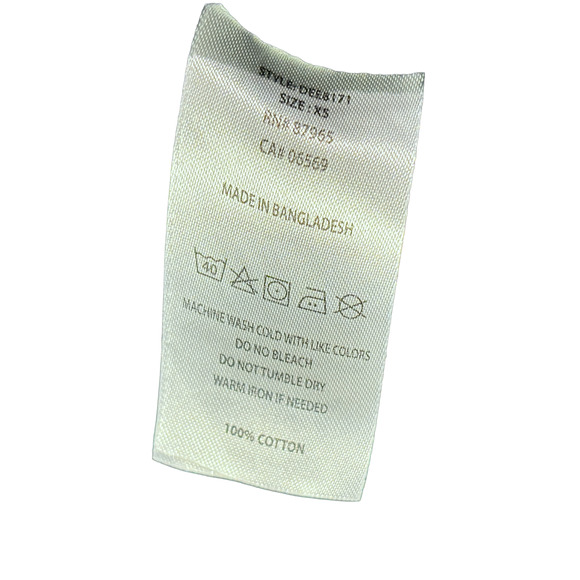 STYLE: DEE8171
SIZE : XS
RN# 87965
CA# 06569
MADE IN BANGLADESH
40
MACHINE WASH COLD WITH LIKE COLORS
DO NO BLEACH
DO NOT TUMBLE DRY
WARM IRON IF NEEDED
100% COTTON